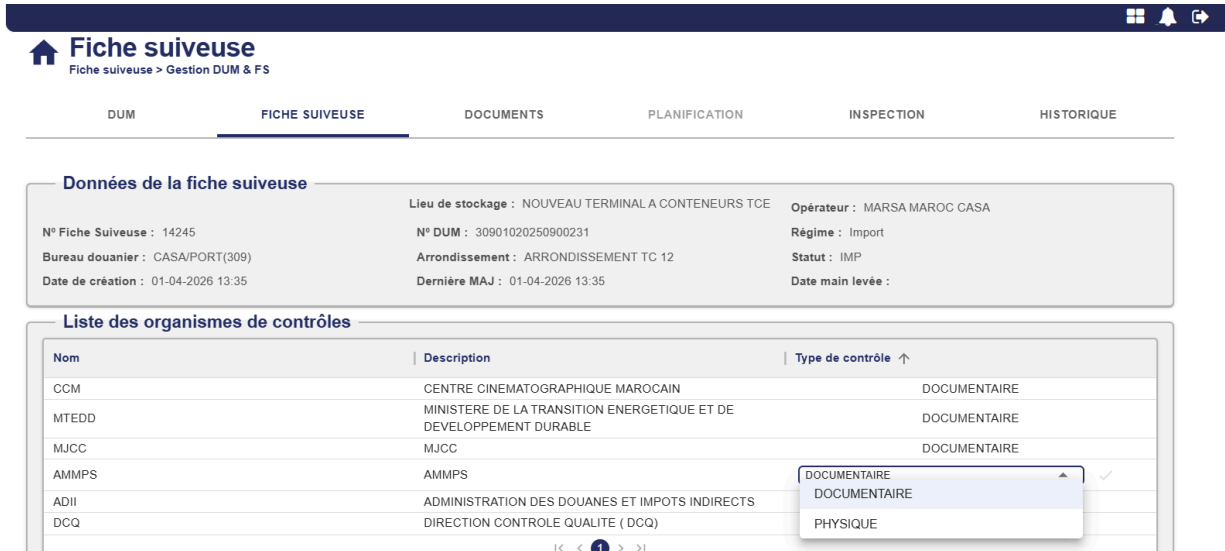 Fiche suiveuse
Fiche suiveuse > Gestion DUM & FS
DUM FICHE SUIVEUSE DOCUMENTS PLANIFICATION INSPECTION HISTORIQUE
Données de la fiche suiveuse
Lieu de stockage : NOUVEAU TERMINAL A CONTENEURS TCE Opérateur : MARSA MAROC CASA
Nº Fiche Suiveuse : 14245 Nº DUM : 30901020250900231 Régime : Import
Bureau douanier : CASA/PORT(309) Arrondissement : ARRONDISSEMENT TC 12 Statut : IMP
Date de création : 01-04-2026 13:35 Dernière MAJ : 01-04-2026 13:35 Date main levée :
Liste des organismes de contrôles
Nom Description Type de contrôle
CCM CENTRE CINEMATOGRAPHIQUE MAROCAIN DOCUMENTAIRE
MTEDD MINISTERE DE LA TRANSITION ENERGETIQUE ET DE DEVELOPPEMENT DURABLE DOCUMENTAIRE
MJCC MJCC DOCUMENTAIRE
AMMPS AMMPS DOCUMENTAIRE
DOCUMENTAIRE
ADII ADMINISTRATION DES DOUANES ET IMPOTS INDIRECTS
DCQ DIRECTION CONTROLE QUALITE ( DCQ) PHYSIQUE
1